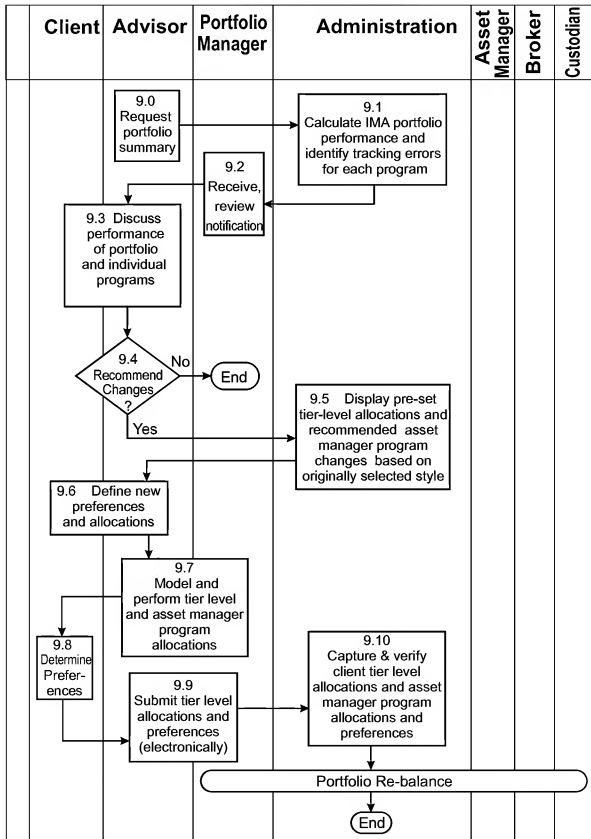 Client
Advisor
Portfolio
Manager
Administration
Asset
Manager
Broker
Custodian
9.0
Request
portfolio
summary
9.1
Calculate IMA portfolio
performance and
identify tracking errors
for each program
9.2
Receive,
review
notification
9.3 Discuss
performance
of portfolio
and individual
programs
9.4
Recommend
Changes
?
No
End
Yes
9.5 Display pre-set
tier-level allocations and
recommended asset
manager program
changes based on
originally selected style
9.6 Define new
preferences
and allocations
9.7
Model and
perform tier level
and asset manager
program
allocations
9.8
Determine
Prefer-
ences
9.9
Submit tier level
allocations and
preferences
(electronically)
9.10
Capture & verify
client tier level
allocations and asset
manager program
allocations and
preferences
Portfolio Re-balance
End